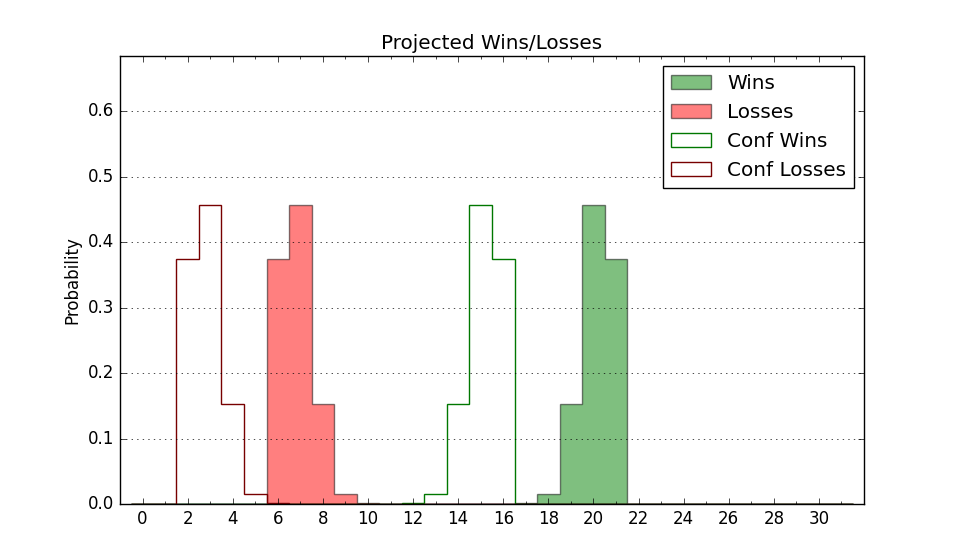 Projected Wins/Losses
Wins
Losses
Conf Wins
Conf Losses
Probability
0.6
0.5
0.4
0.3
0.2
0.1
0.0
0 2 4 6 8 10 12 14 16 18 20 22 24 26 28 30